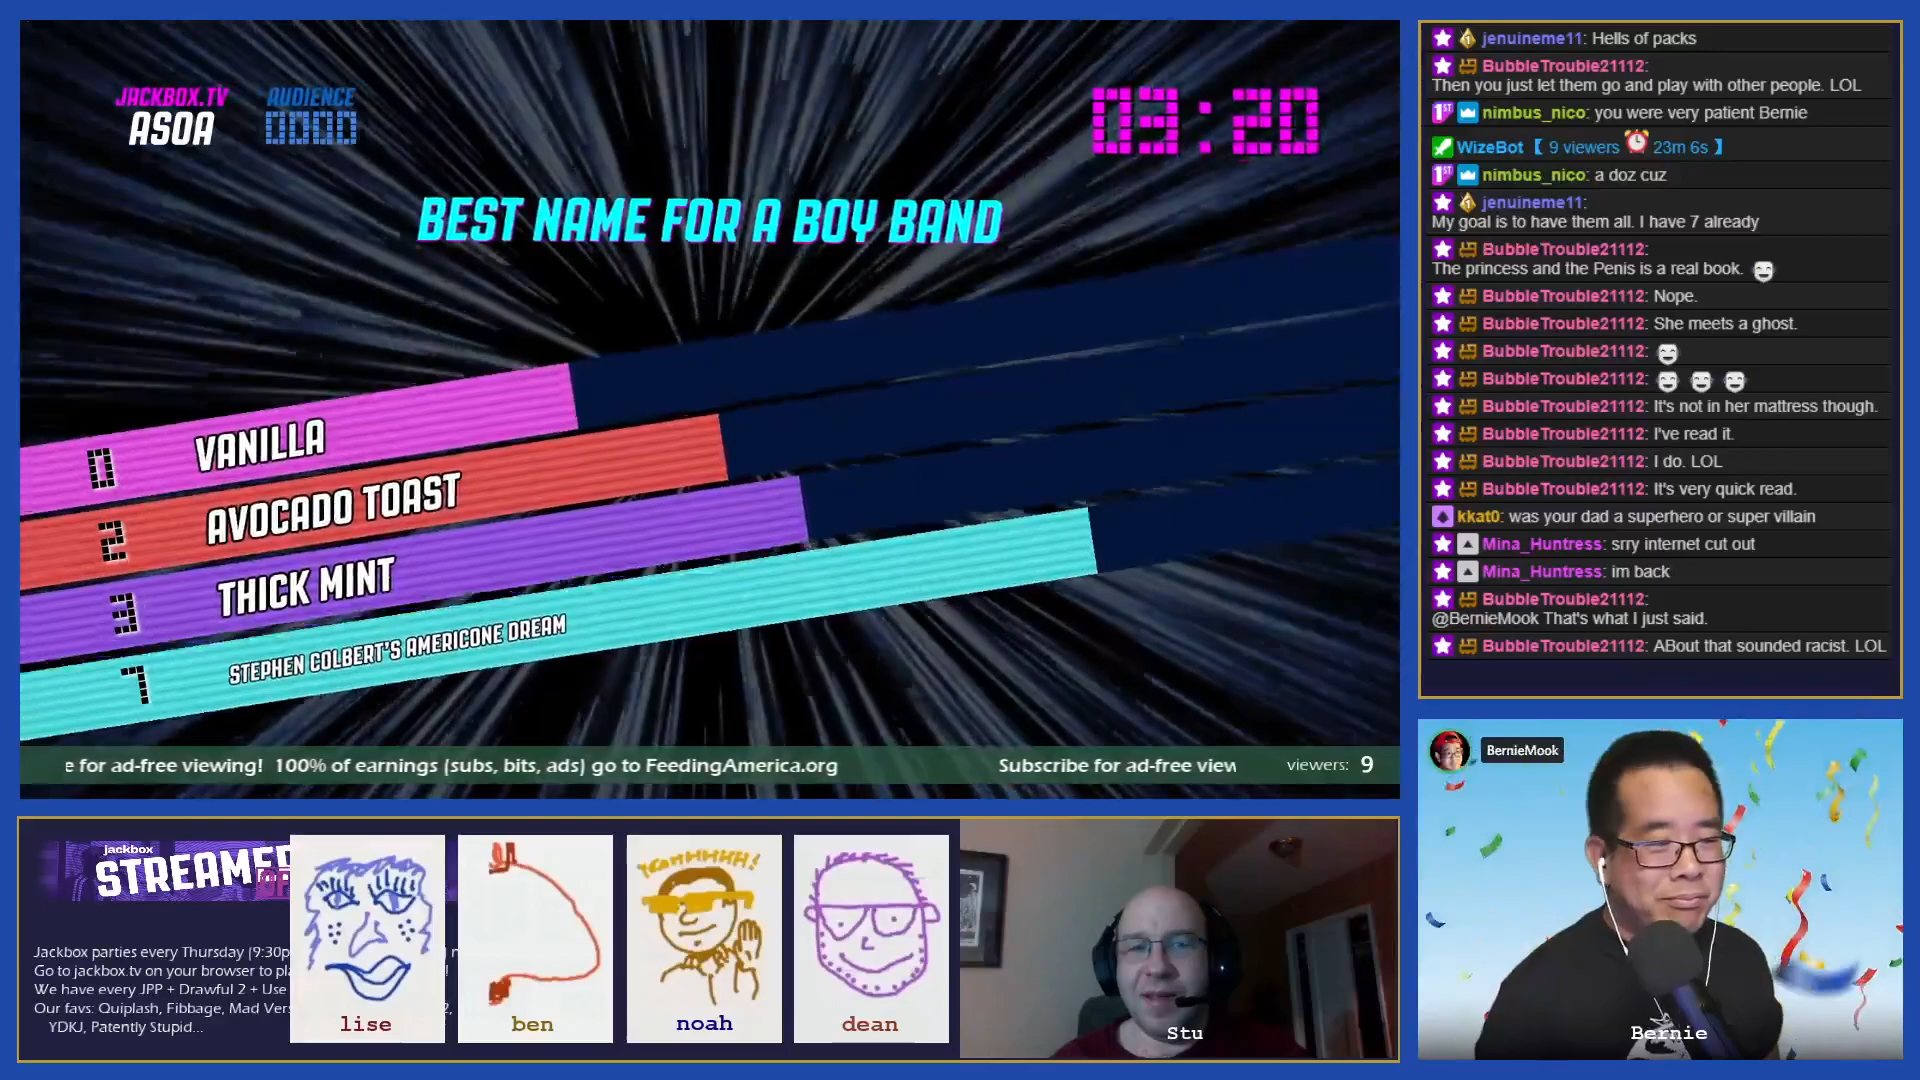 JACKBOX.TV
ASOA
AUDIENCE
0000
03:20
BEST NAME FOR A BOY BAND
0 VANILLA
2 AVOCADO TOAST
3 THICK MINT
7 STEPHEN COLBERT'S AMERICONE DREAM
e for ad-free viewing! 100% of earnings (subs, bits, ads) go to FeedingAmerica.org Subscribe for ad-free view viewers: 9
jenuineme11: Hells of packs
BubbleTrouble21112:
Then you just let them go and play with other people. LOL
nimbus_nico: you were very patient Bernie
WizeBot 【 9 viewers 23m 6s 】
nimbus_nico: a doz cuz
jenuineme11:
My goal is to have them all. I have 7 already
BubbleTrouble21112:
The princess and the Penis is a real book.
BubbleTrouble21112: Nope.
BubbleTrouble21112: She meets a ghost.
BubbleTrouble21112:
BubbleTrouble21112:
BubbleTrouble21112: It's not in her mattress though.
BubbleTrouble21112: I've read it.
BubbleTrouble21112: I do. LOL
BubbleTrouble21112: It's very quick read.
kkat0: was your dad a superhero or super villain
Mina_Huntress: srry internet cut out
Mina_Huntress: im back
BubbleTrouble21112:
@BernieMook That's what I just said.
BubbleTrouble21112: ABout that sounded racist. LOL
BernieMook
Bernie
jackbox
STREAMER
OF
Jackbox parties every Thursday (9:30p
Go to jackbox.tv on your browser to pla
We have every JPP + Drawful 2 + Use
Our favs: Quiplash, Fibbage, Mad Vers
YDKJ, Patently Stupid...
lise
ben
YEAHHHHH!
noah
dean
Stu